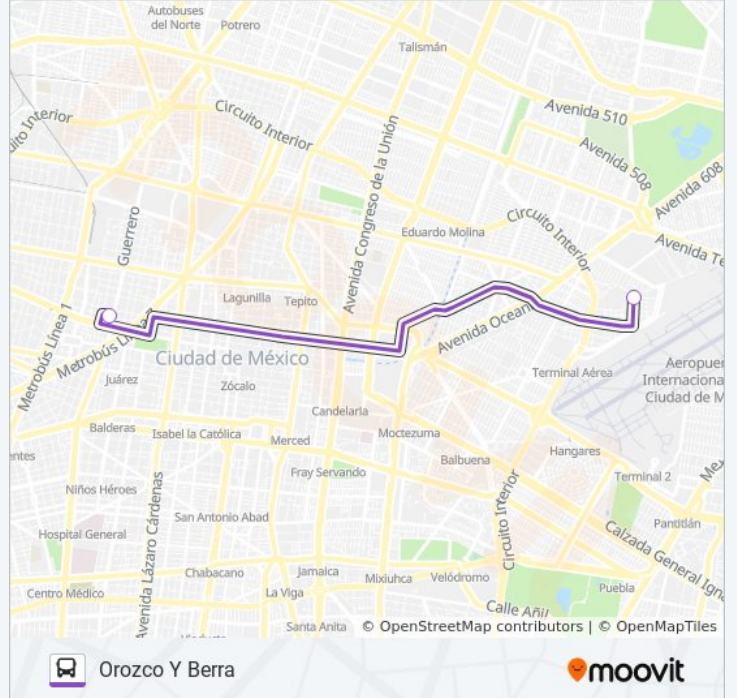 Autobuses
del Norte
Potrero
Talismán
Circuito Interior
Avenida 510
ito Interior
Avenida 508
Avenida 608
Avenida Congreso de la Unión
Guerrero
Eduardo Molina
Circuito Interior
Avenida Te
Lagunilla
Tepito
Metrobús Línea 1
Metrobús Lí
Avenida Ocean
Ciudad de México
Juárez
Zócalo
Terminal Aérea
Aeropuer
Internaciona
Ciudad de M
Candelaria
Balderas
Isabel la Católica
Merced
Moctezuma
entes
Balbuena
Hangares
Fray Servando
Terminal 2
Mex
Niños Héroes
Avenida Lázaro Cárdenas
Circuito Interior
San Antonio Abad
Pantitlán
Hospital General
Calzada General Igna
Chabacano
Jamaica
Mixiuhca
Velódromo
Puebla
Centro Médico
La Viga
Calle Añil
Santa Anita
© OpenStreetMap contributors | © OpenMapTiles
Orozco Y Berra
moovit